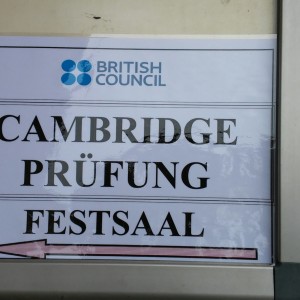 BRITISH
COUNCIL
CAMBRIDGE
PRÜFUNG
FESTSAAL